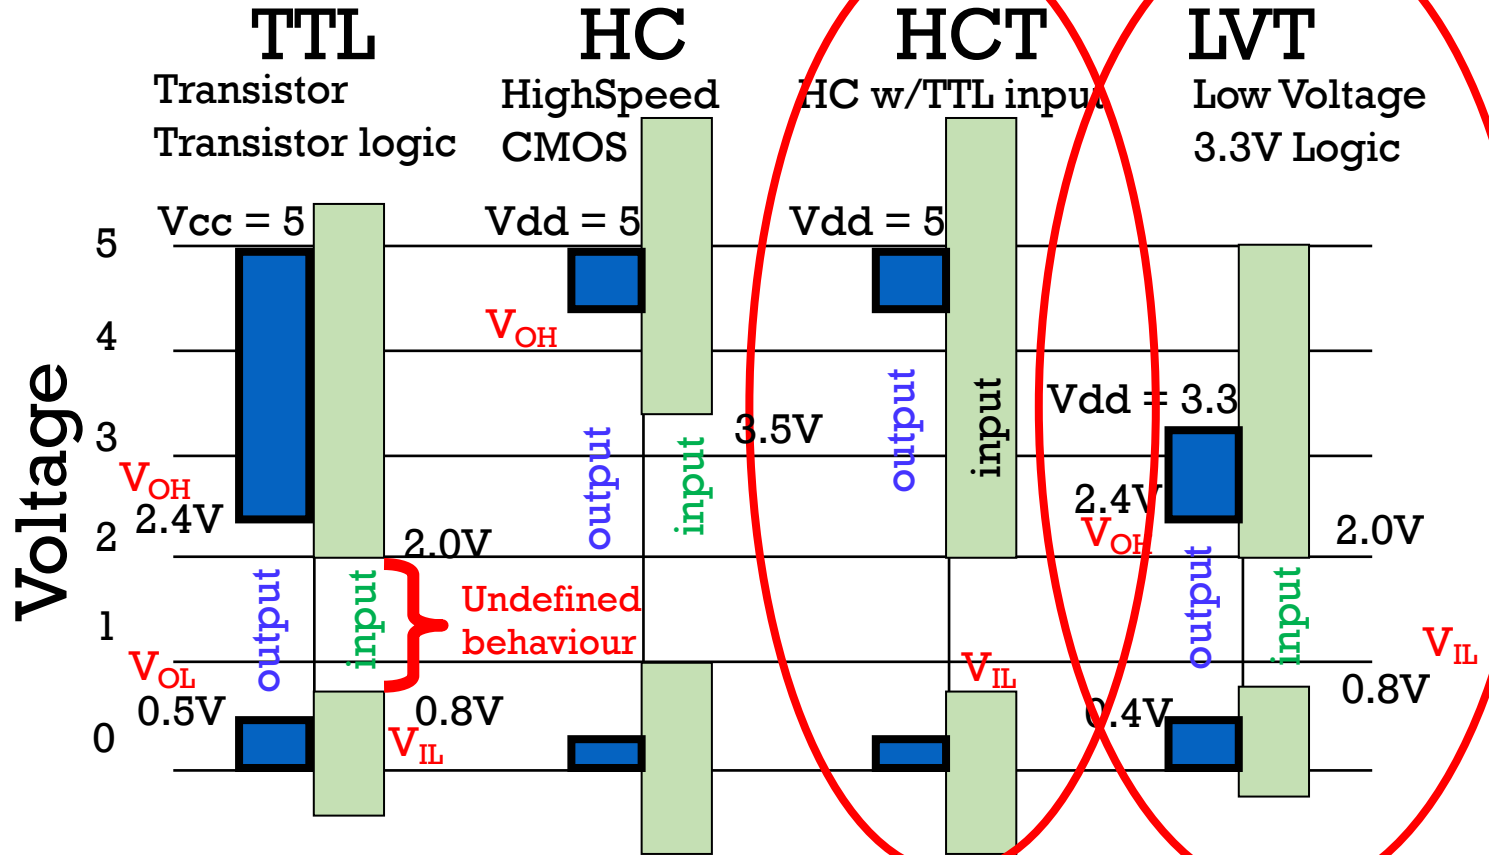 TTL
Transistor
Transistor logic
HC
HighSpeed
CMOS
HCT
HC w/TTL input
LVT
Low Voltage
3.3V Logic
Vcc = 5
Vdd = 5
Vdd = 5
Vdd = 3.3
Voltage
5
4
3
2
1
0
VOH
2.4V
VOL
0.5V
output
input
2.0V
Undefined
behaviour
0.8V
VIL
VOH
output
input
3.5V
output
input
VIL
2.4V
VOH
output
input
0.4V
2.0V
VIL
0.8V